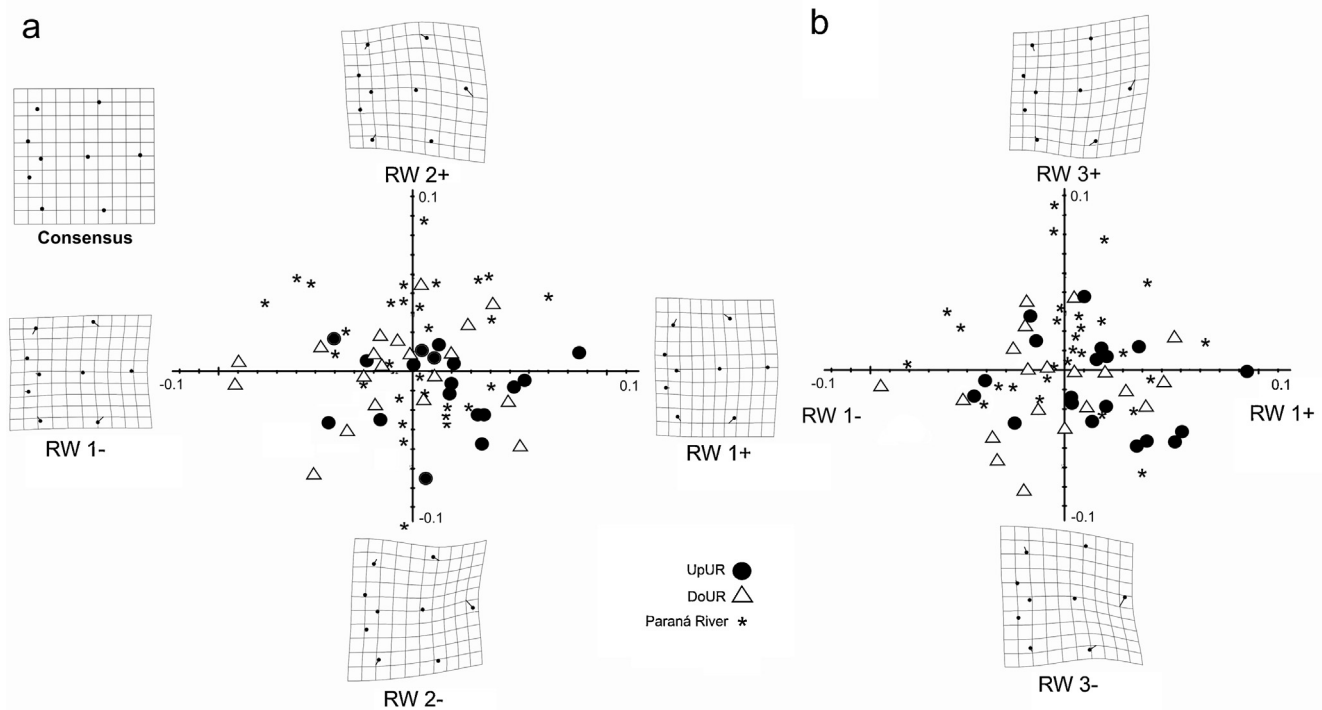 a
b
RW 2+
RW 3+
0.1
0.1
Consensus
-0.1
0.1
-0.1
0.1
RW 1-
RW 1+
RW 1-
RW 1+
-0.1
-0.1
UpUR
DoUR
Paraná River *
RW 2-
RW 3-